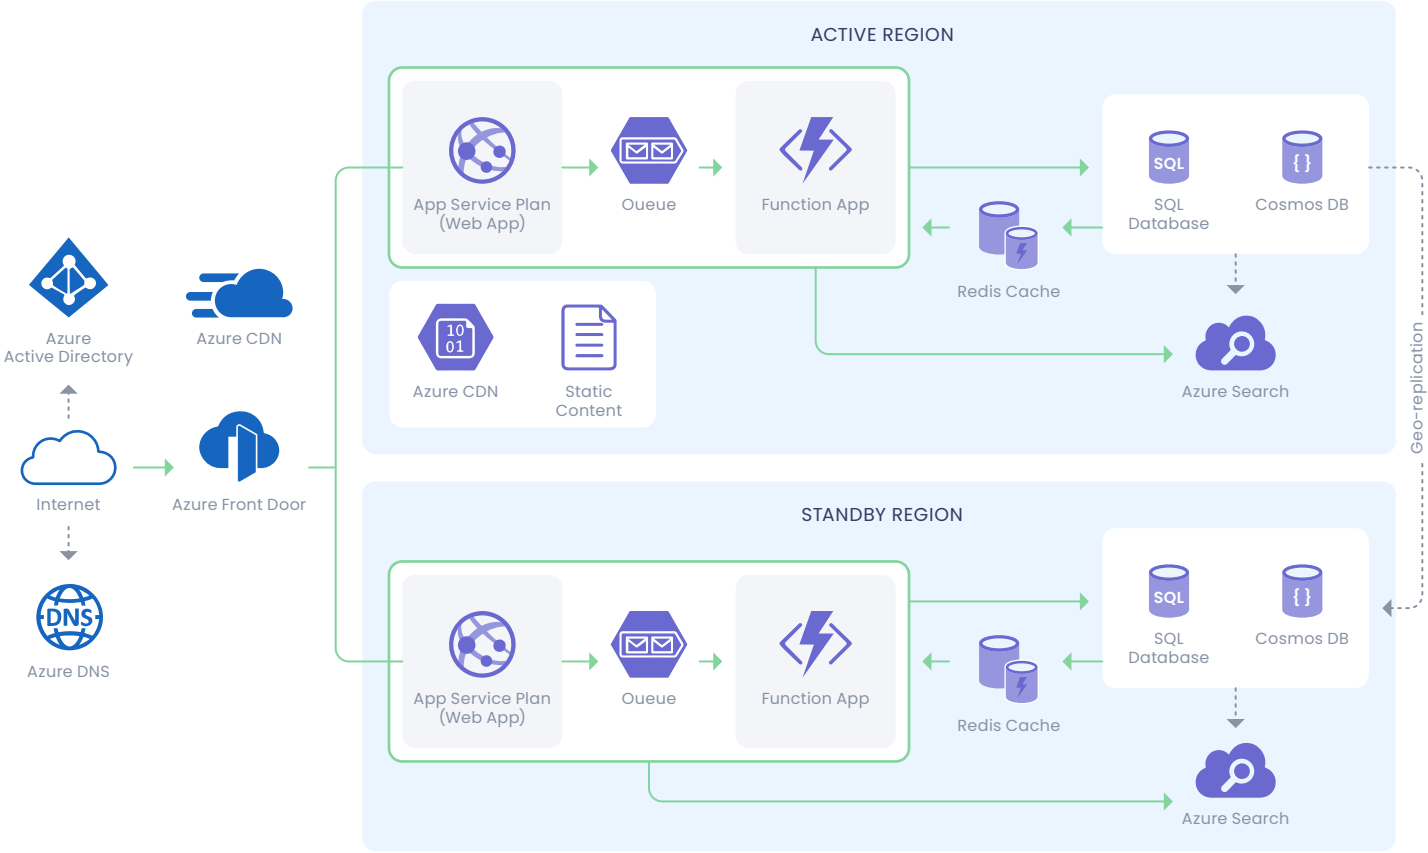 ACTIVE REGION
App Service Plan
(Web App)
Oueue
Function App
SQL
SQL
Database
{ }
Cosmos DB
Redis Cache
Azure
Active Directory
Azure CDN
10
01
Azure CDN
Static
Content
Azure Search
Geo-replication
Internet
Azure Front Door
DNS
Azure DNS
STANDBY REGION
App Service Plan
(Web App)
Oueue
Function App
SQL
SQL
Database
{ }
Cosmos DB
Redis Cache
Azure Search